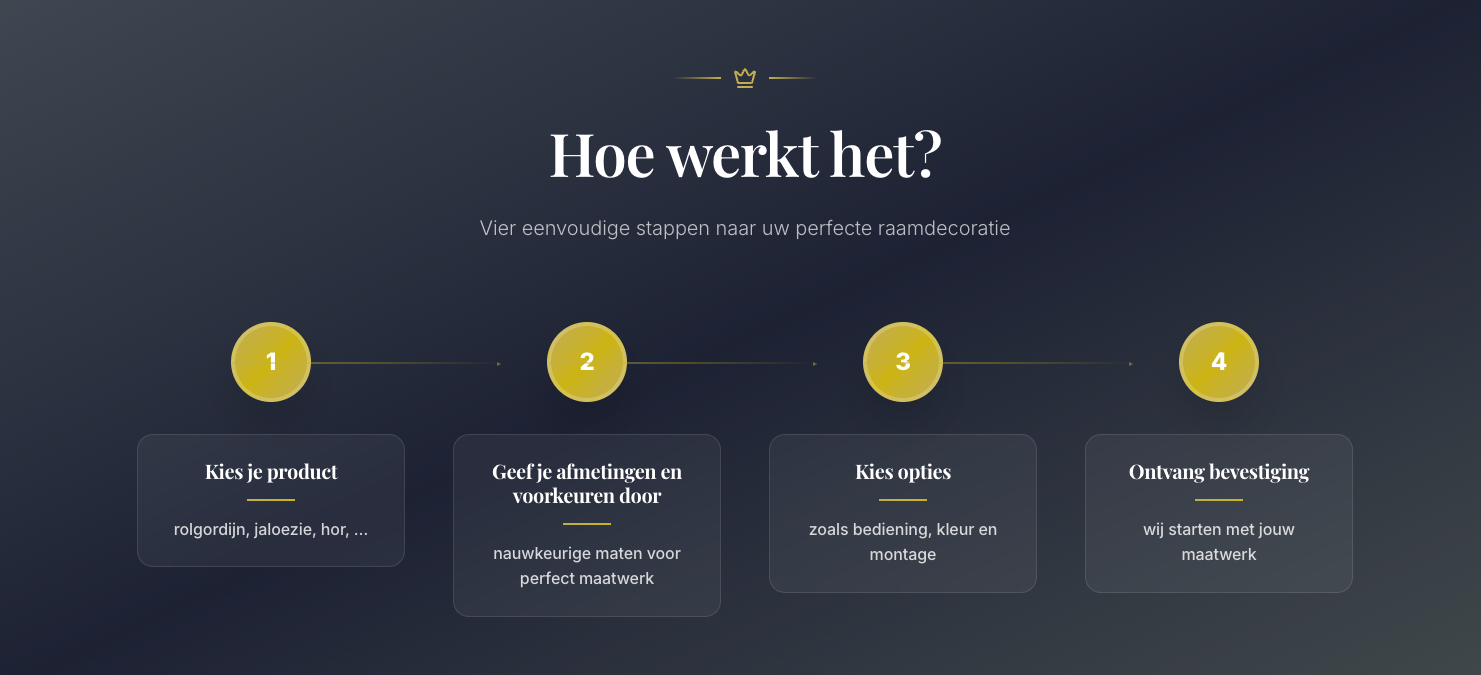 Hoe werkt het?
Vier eenvoudige stappen naar uw perfecte raamdecoratie
1
2
3
4
Kies je product
rolgordijn, jaloezie, hor, ...
Geef je afmetingen en
voorkeuren door
nauwkeurige maten voor
perfect maatwerk
Kies opties
zoals bediening, kleur en
montage
Ontvang bevestiging
wij starten met jouw
maatwerk